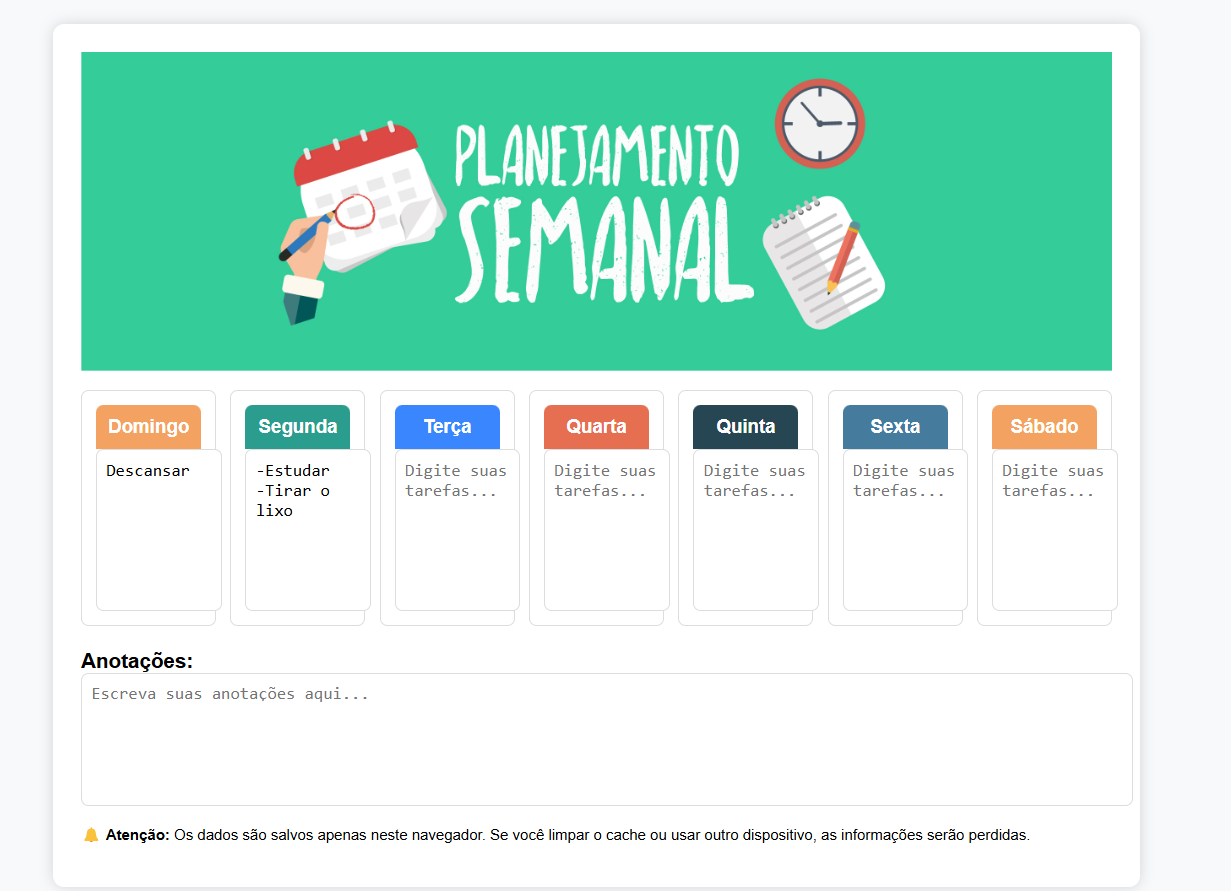 PLANEJAMENTO
SEMANAL
Domingo
Descansar
Segunda
-Estudar
-Tirar o
lixo
Terça
Digite suas
tarefas...
Quarta
Digite suas
tarefas...
Quinta
Digite suas
tarefas...
Sexta
Digite suas
tarefas...
Sábado
Digite suas
tarefas...
Anotações:
Escreva suas anotações aqui...
🔔 Atenção: Os dados são salvos apenas neste navegador. Se você limpar o cache ou usar outro dispositivo, as informações serão perdidas.